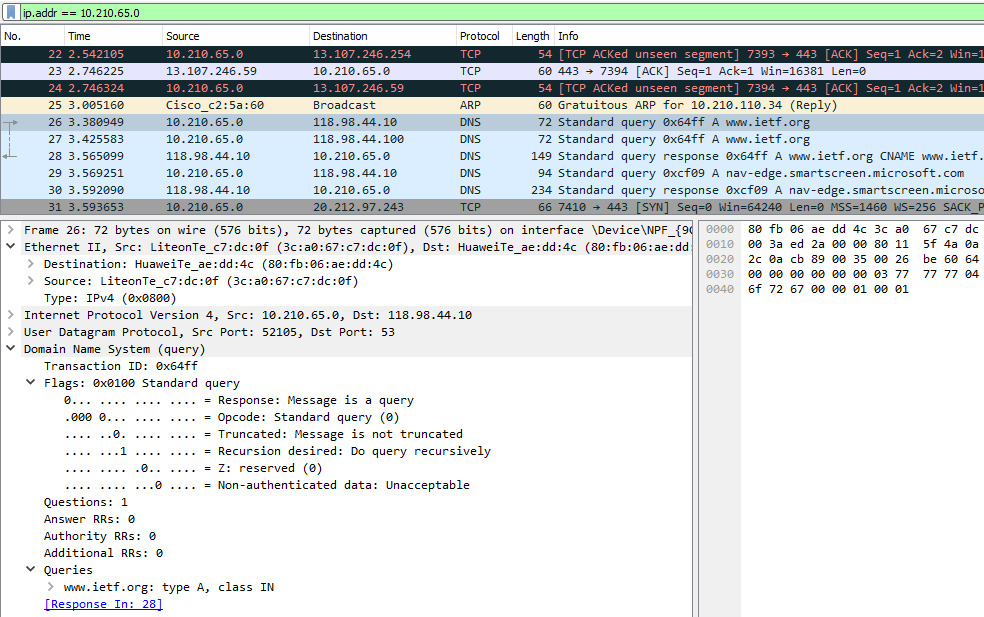 ip.addr == 10.210.65.0
No. Time Source Destination Protocol Length Info
22 2.542105 10.210.65.0 13.107.246.254 TCP 54 [TCP ACKed unseen segment] 7393 → 443 [ACK] Seq=1 Ack=2 Win=1
23 2.746225 13.107.246.59 10.210.65.0 TCP 60 443 → 7394 [ACK] Seq=1 Ack=1 Win=16381 Len=0
24 2.746324 10.210.65.0 13.107.246.59 TCP 54 [TCP ACKed unseen segment] 7394 → 443 [ACK] Seq=1 Ack=2 Win=1
25 3.005160 Cisco_c2:5a:60 Broadcast ARP 60 Gratuitous ARP for 10.210.110.34 (Reply)
26 3.380949 10.210.65.0 118.98.44.10 DNS 72 Standard query 0x64ff A www.ietf.org
27 3.425583 10.210.65.0 118.98.44.100 DNS 72 Standard query 0x64ff A www.ietf.org
28 3.565099 118.98.44.10 10.210.65.0 DNS 149 Standard query response 0x64ff A www.ietf.org CNAME www.ietf.
29 3.569251 10.210.65.0 118.98.44.10 DNS 94 Standard query 0xcf09 A nav-edge.smartscreen.microsoft.com
30 3.592090 118.98.44.10 10.210.65.0 DNS 234 Standard query response 0xcf09 A nav-edge.smartscreen.microso
31 3.593653 10.210.65.0 20.212.97.243 TCP 66 7410 → 443 [SYN] Seq=0 Win=64240 Len=0 MSS=1460 WS=256 SACK_P
Frame 26: 72 bytes on wire (576 bits), 72 bytes captured (576 bits) on interface \Device\NPF_{9C
Ethernet II, Src: LiteonTe_c7:dc:0f (3c:a0:67:c7:dc:0f), Dst: HuaweiTe_ae:dd:4c (80:fb:06:ae:dd:
Destination: HuaweiTe_ae:dd:4c (80:fb:06:ae:dd:4c)
Source: LiteonTe_c7:dc:0f (3c:a0:67:c7:dc:0f)
Type: IPv4 (0x0800)
Internet Protocol Version 4, Src: 10.210.65.0, Dst: 118.98.44.10
User Datagram Protocol, Src Port: 52105, Dst Port: 53
Domain Name System (query)
Transaction ID: 0x64ff
Flags: 0x0100 Standard query
0... .... .... .... = Response: Message is a query
.000 0... .... .... = Opcode: Standard query (0)
.... ..0. .... .... = Truncated: Message is not truncated
.... ...1 .... .... = Recursion desired: Do query recursively
.... .... .0.. .... = Z: reserved (0)
.... .... ...0 .... = Non-authenticated data: Unacceptable
Questions: 1
Answer RRs: 0
Authority RRs: 0
Additional RRs: 0
Queries
www.ietf.org: type A, class IN
[Response In: 28]
0000 80 fb 06 ae dd 4c 3c a0 67 c7 dc
0010 00 3a ed 2a 00 00 80 11 5f 4a 0a
0020 2c 0a cb 89 00 35 00 26 be 60 64
0030 00 00 00 00 00 00 03 77 77 77 04
0040 6f 72 67 00 00 01 00 01